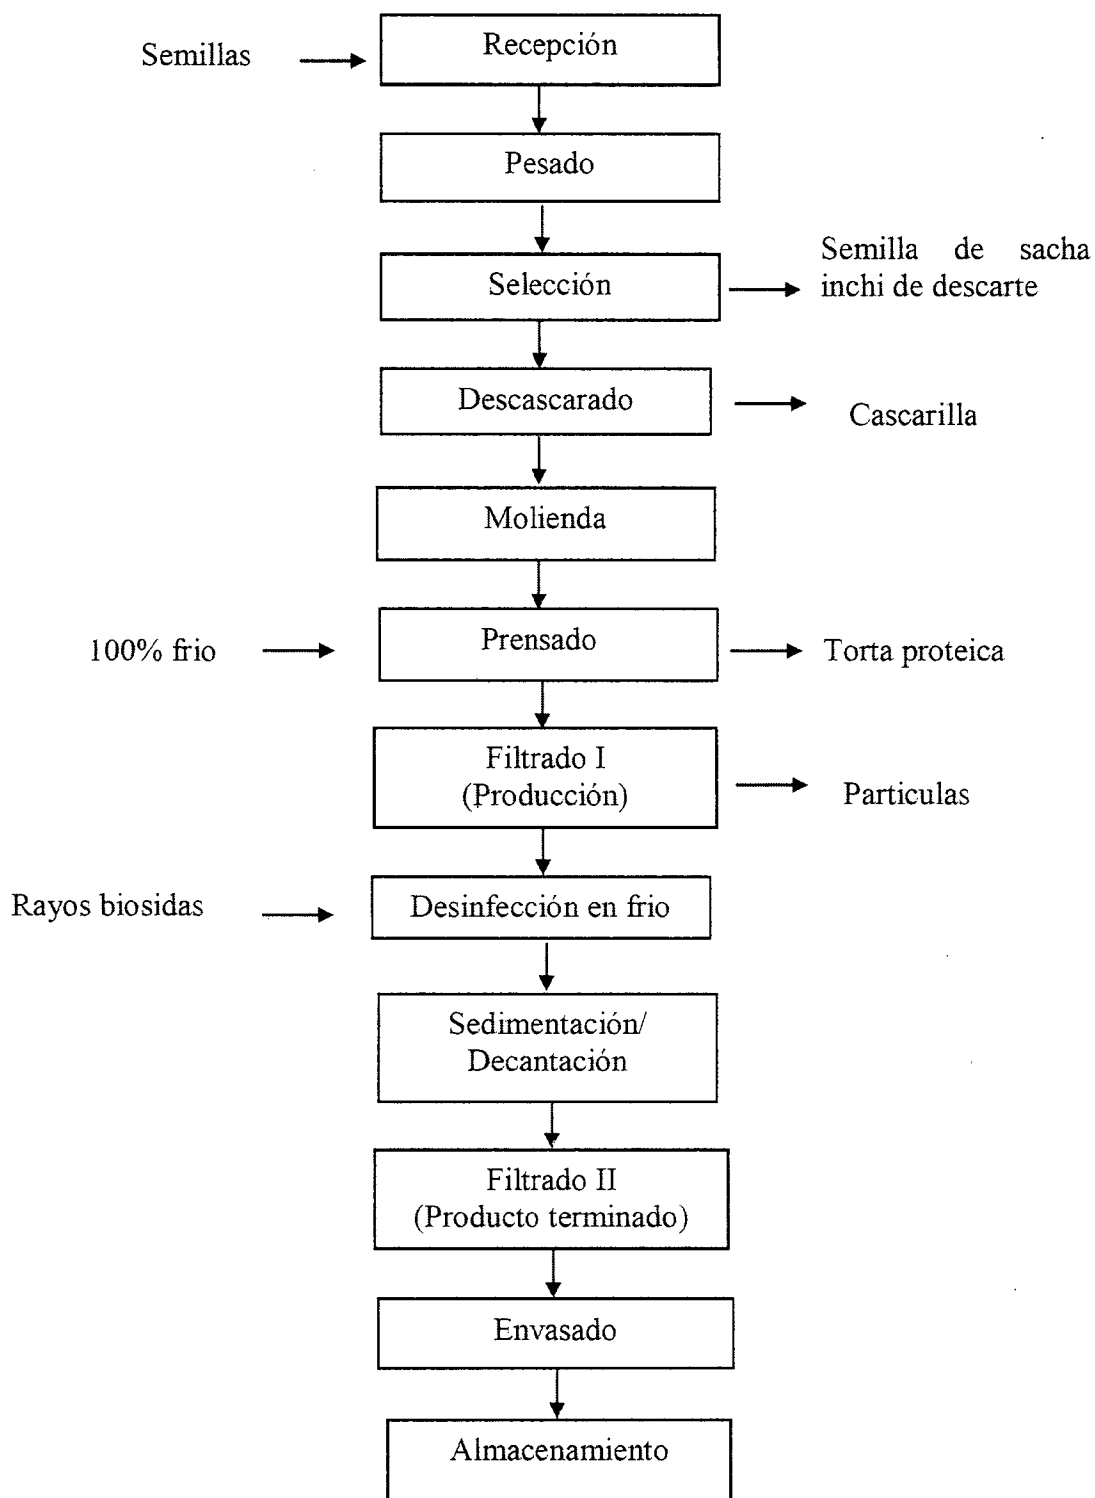 Semillas
Recepción
Pesado
Selección
Semilla de sacha
inchi de descarte
Descascarado
Cascarilla
Molienda
100% frio
Prensado
Torta proteica
Filtrado I
(Producción)
Particulas
Rayos biosidas
Desinfección en frio
Sedimentación/
Decantación
Filtrado II
(Producto terminado)
Envasado
Almacenamiento